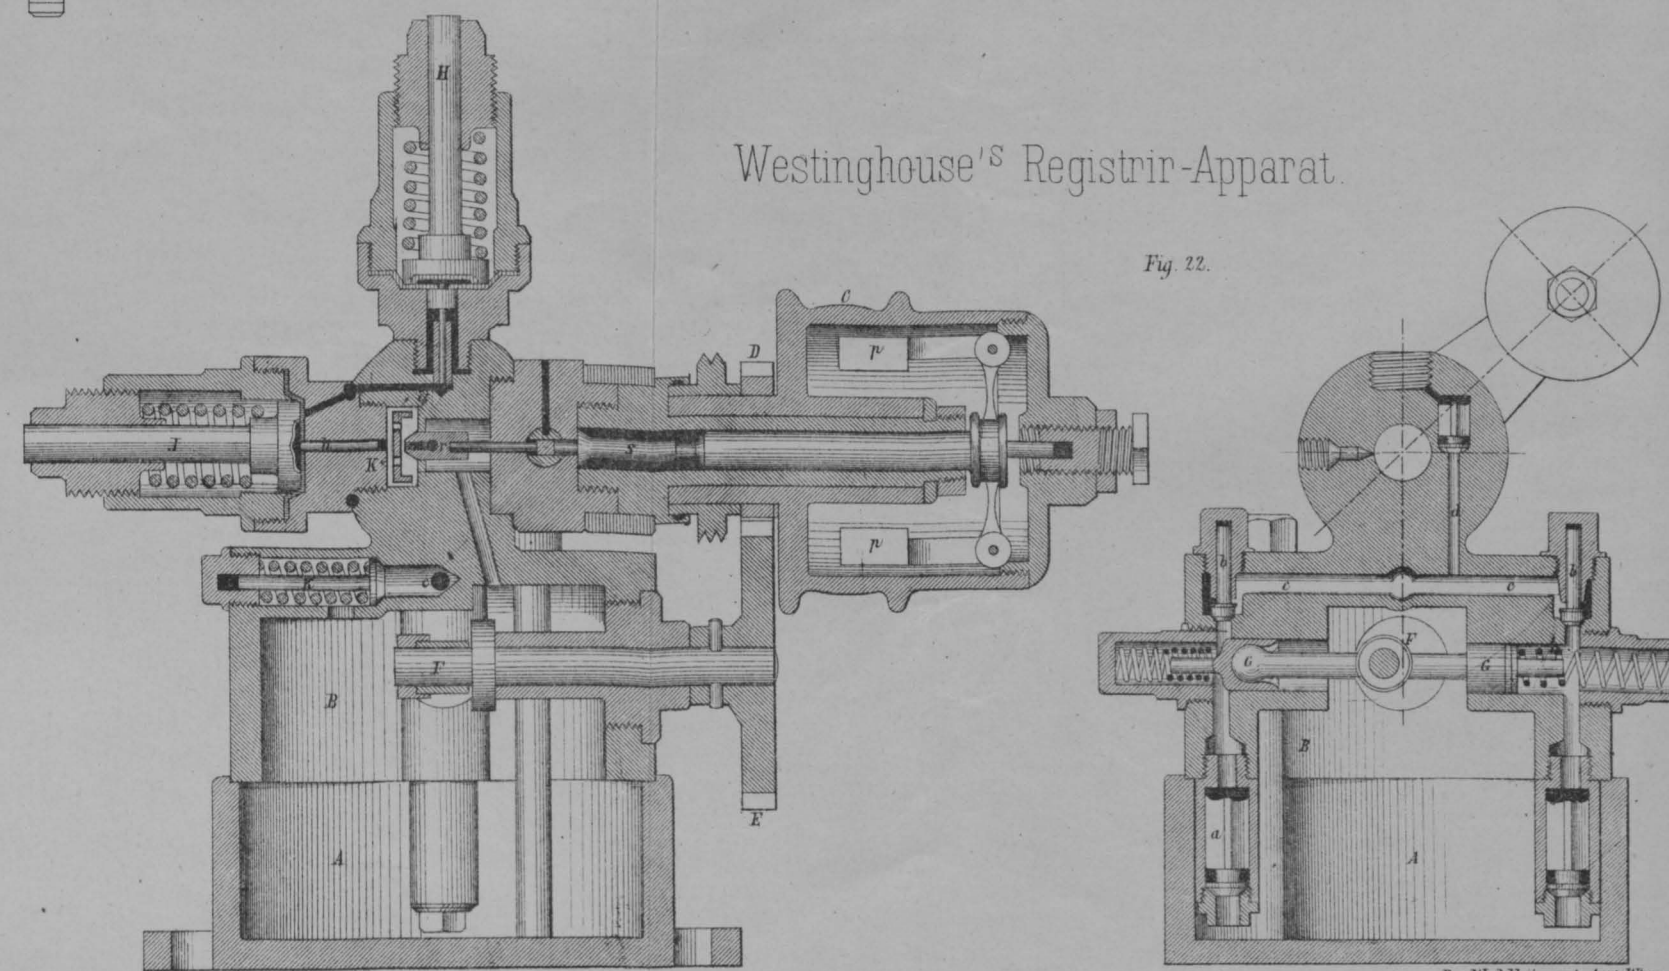 Westinghouse's Registrir-Apparat.
Fig. 22.
H
C
D
p
J
n
K
r
s
p
K
c
F
B
E
A
d
b
b
c
c
F
G
G
B
a
A